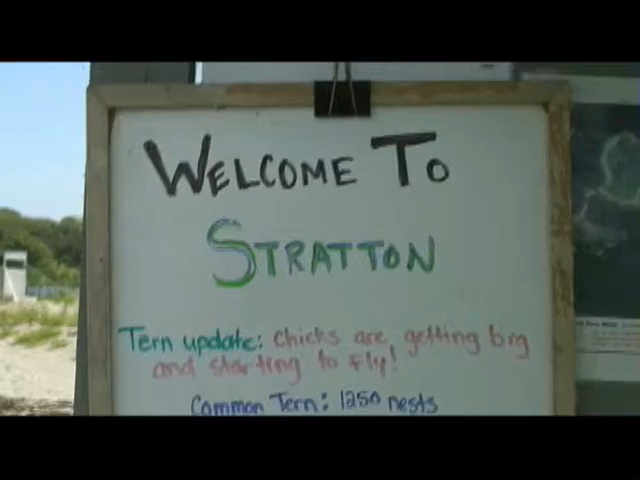 WELCOME TO
STRATTON
Tern update: chicks are getting big
and starting to fly!
Common Tern: 1250 nests